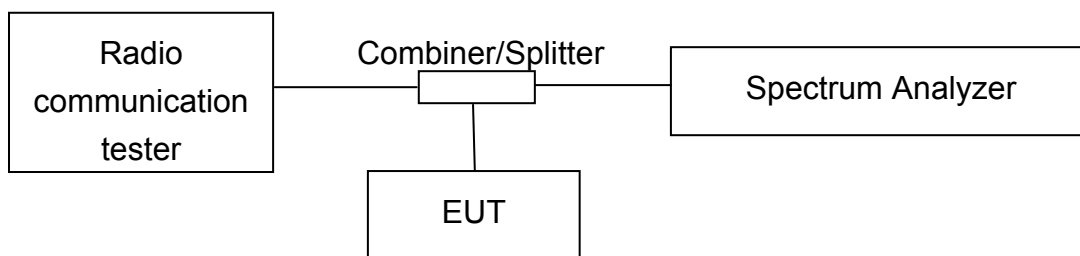 Radio
communication
tester
Combiner/Splitter
Spectrum Analyzer
EUT